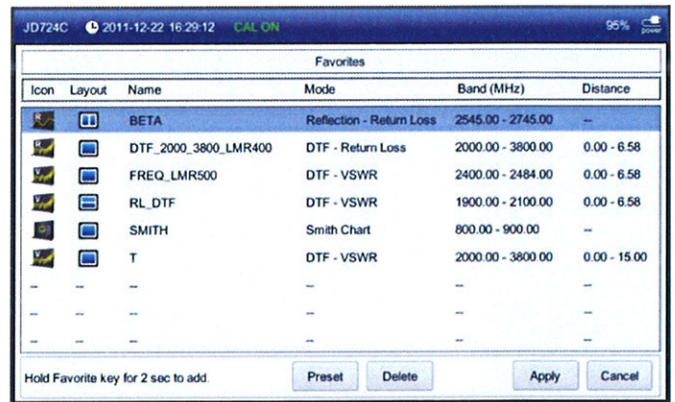 JD724C 2011-12-22 16:29:12 CAL ON 95% power
Favorites
Icon Layout Name Mode Band (MHz) Distance
R BETA Reflection - Return Loss 2545.00 - 2745.00 --
R DTF_2000_3800_LMR400 DTF - Return Loss 2000.00 - 3800.00 0.00 - 6.58
V FREQ_LMR500 DTF - VSWR 2400.00 - 2484.00 0.00 - 6.58
V RL_DTF DTF - VSWR 1900.00 - 2100.00 0.00 - 6.58
SMITH Smith Chart 800.00 - 900.00 --
V T DTF - VSWR 2000.00 - 3800.00 0.00 - 15.00
-- -- -- -- -- --
-- -- -- -- -- --
-- -- -- -- -- --
Hold Favorite key for 2 sec to add. Preset Delete Apply Cancel